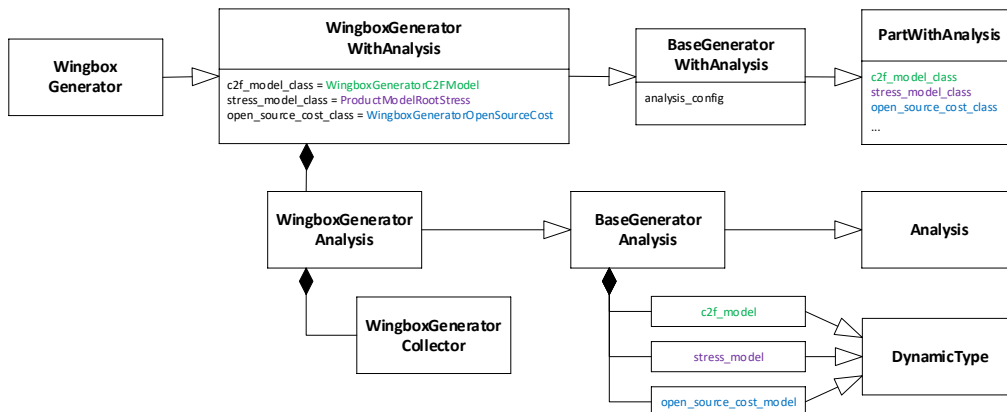 Wingbox
Generator
WingboxGenerator
WithAnalysis
c2f_model_class = WingboxGeneratorC2FModel
stress_model_class = ProductModelRootStress
open_source_cost_class = WingboxGeneratorOpenSourceCost
BaseGenerator
WithAnalysis
analysis_config
PartWithAnalysis
c2f_model_class
stress_model_class
open_source_cost_class
...
WingboxGenerator
Analysis
BaseGenerator
Analysis
Analysis
WingboxGenerator
Collector
c2f_model
stress_model
open_source_cost_model
DynamicType